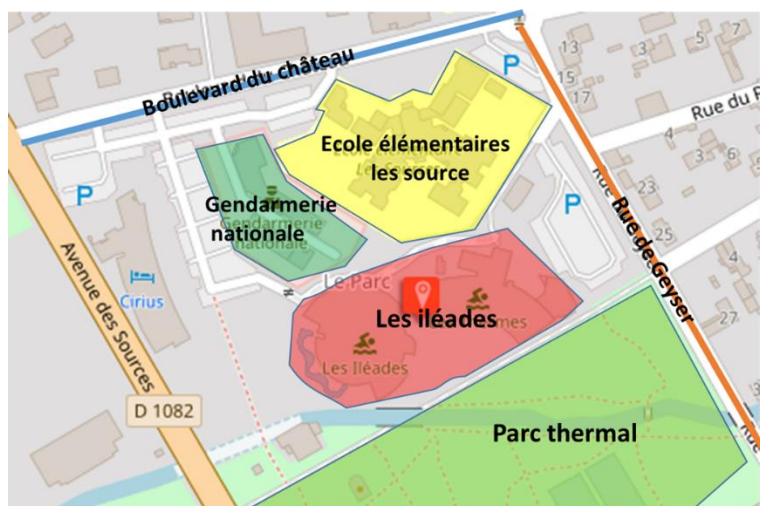 Boulevard du château
P
13
5
7
15
17
Rue du
4
3
6
5
Ecole élémentaires
les source
P
Gendarmerie
nationale
Gendarmerie
nationale
P
23
25
Rue de Geyser
Avenue des Sources
Cirius
Le Parc
Les iléades
Les Iléades
27
D 1082
Parc thermal
Rue